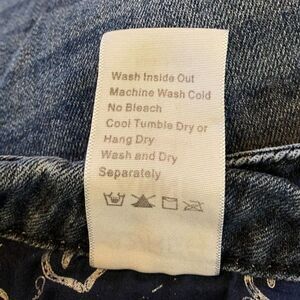 Wash Inside Out
Machine Wash Cold
No Bleach
Cool Tumble Dry or
Hang Dry
Wash and Dry
Separately